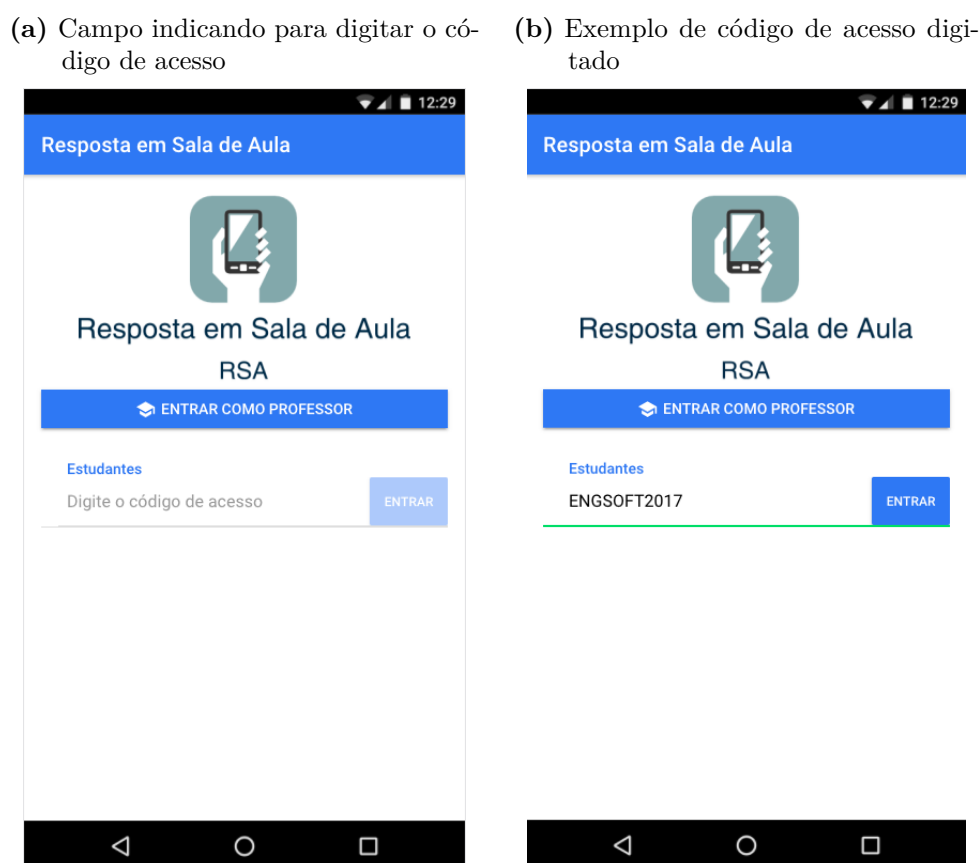 (a) Campo indicando para digitar o có-
digo de acesso
12:29
Resposta em Sala de Aula
Resposta em Sala de Aula
RSA
ENTRAR COMO PROFESSOR
Estudantes
Digite o código de acesso
ENTRAR
(b) Exemplo de código de acesso digi-
tado
12:29
Resposta em Sala de Aula
Resposta em Sala de Aula
RSA
ENTRAR COMO PROFESSOR
Estudantes
ENGSOFT2017
ENTRAR